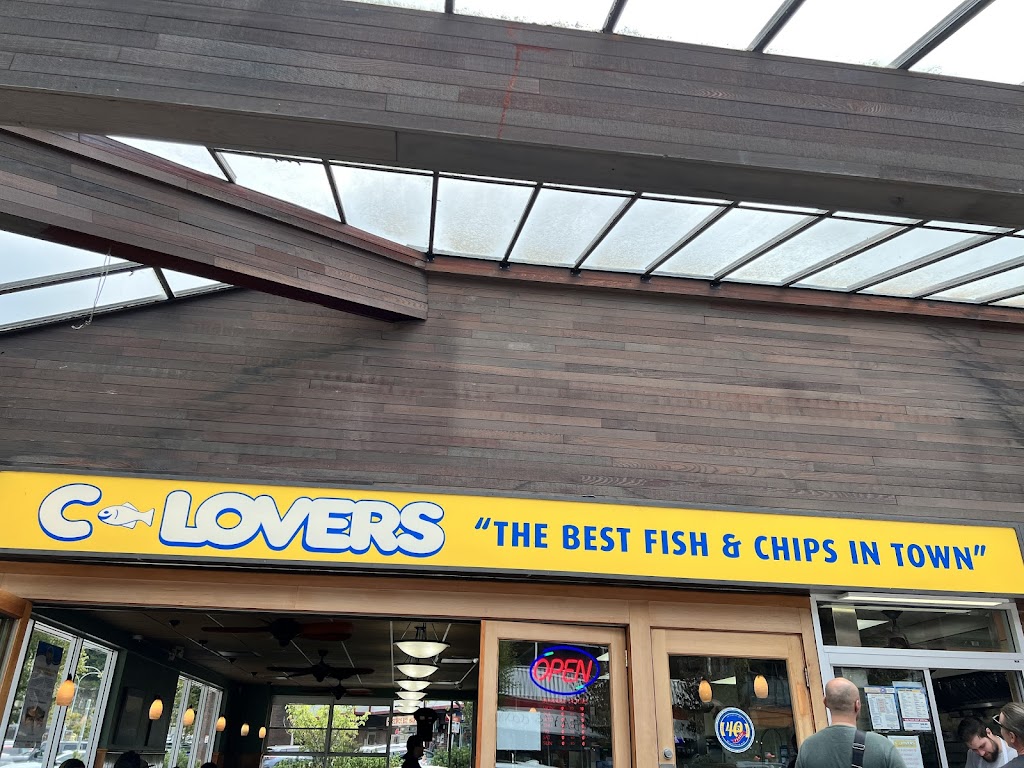 C LOVERS "THE BEST FISH & CHIPS IN TOWN"
OPEN